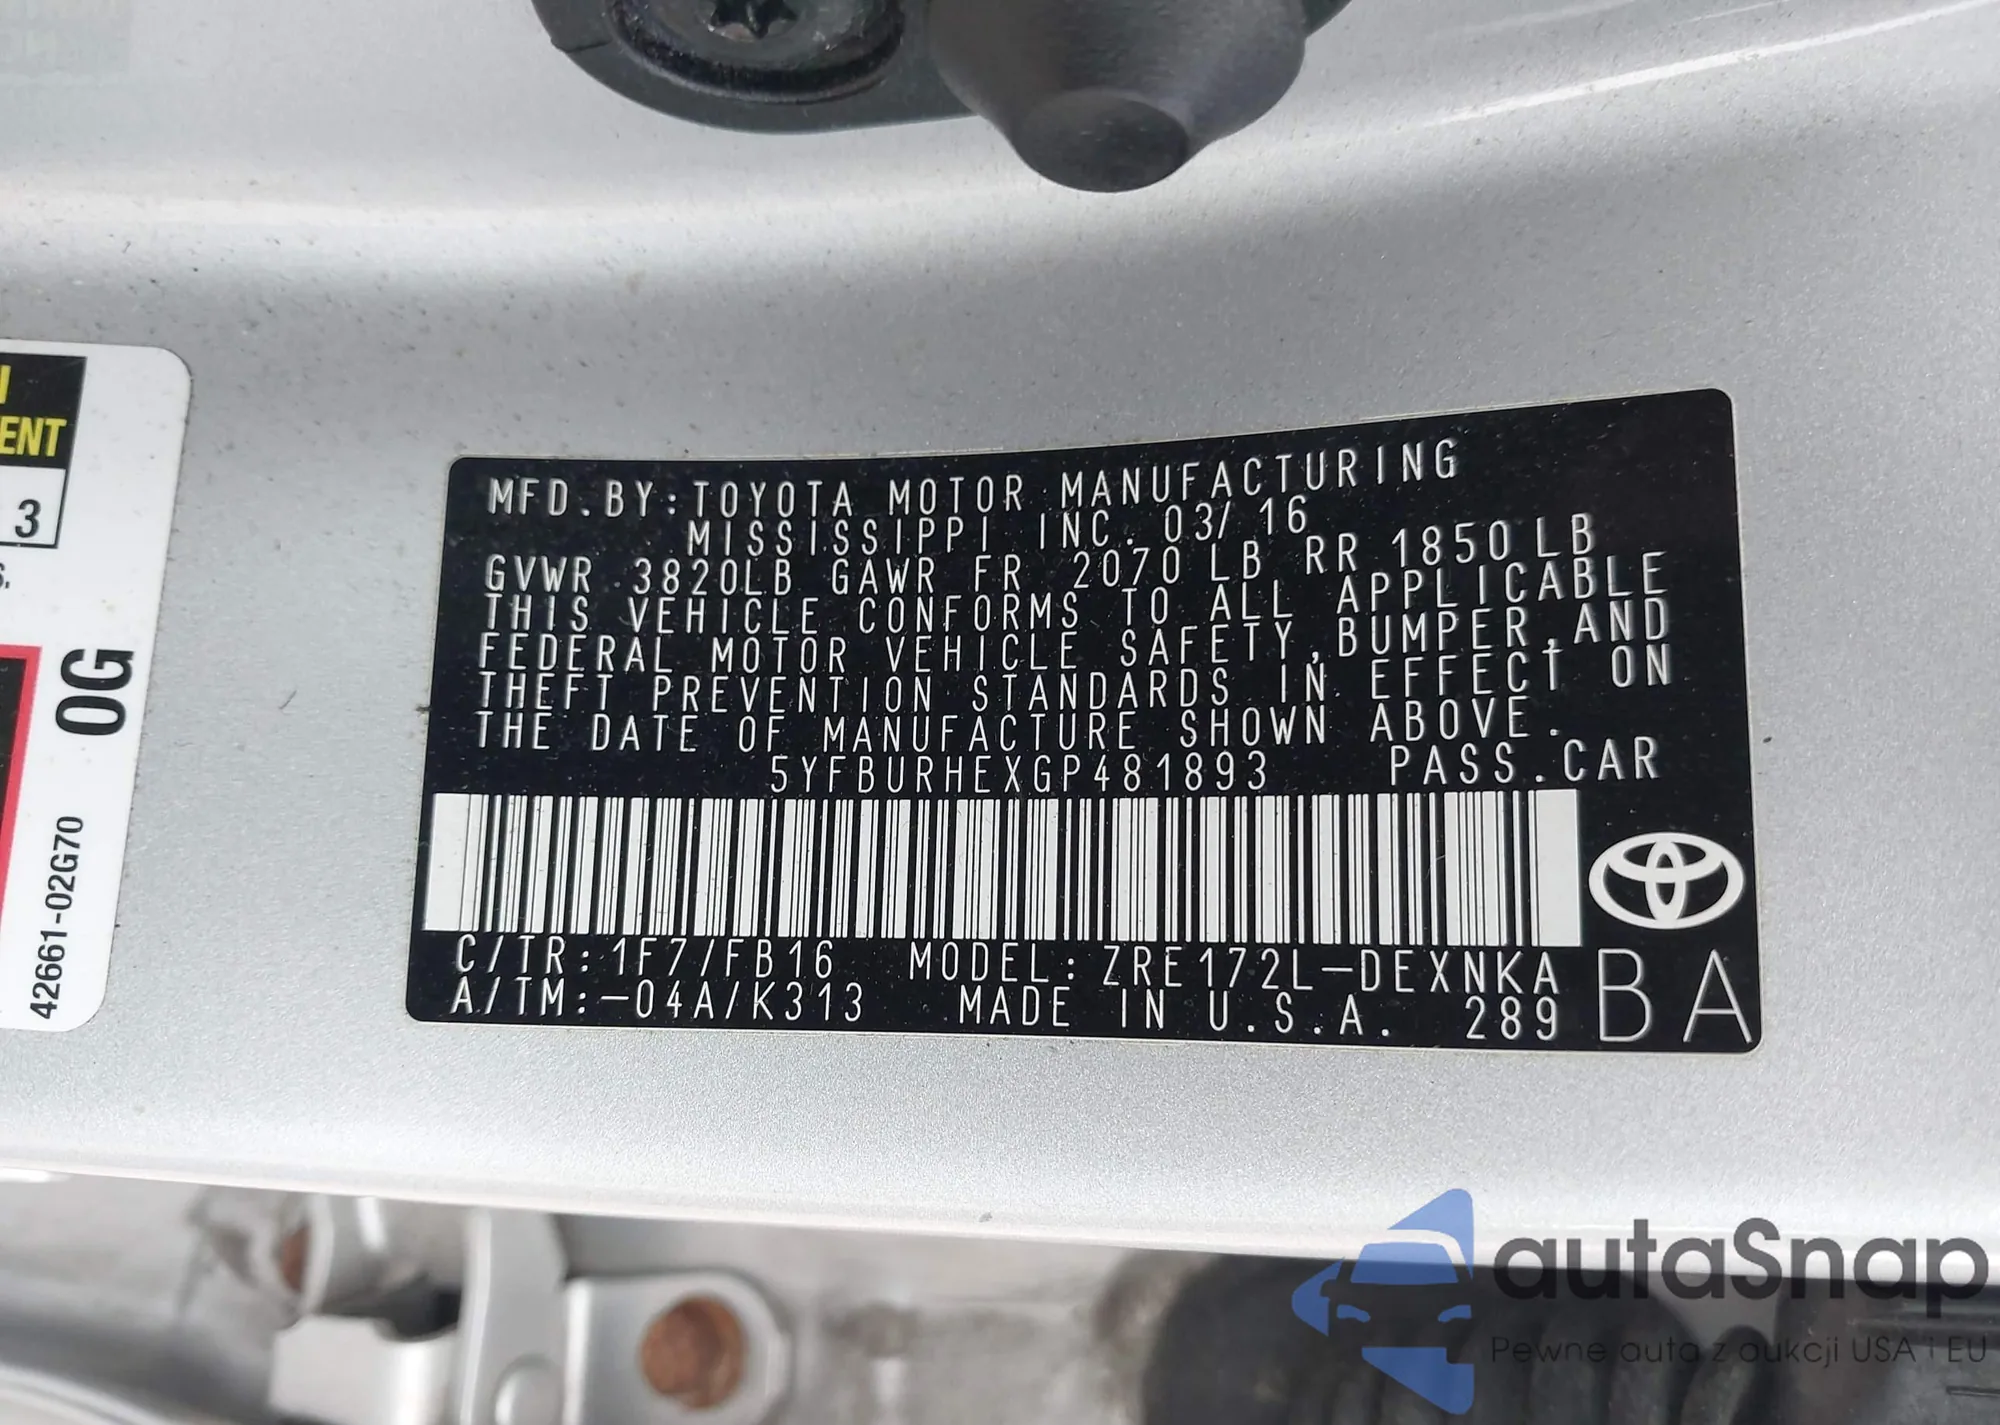 MFD.BY:TOYOTA MOTOR MANUFACTURING
MISSISSIPPI INC. 03/16
GVWR 3820LB GAWR FR 2070 LB RR 1850LB
THIS VEHICLE CONFORMS TO ALL APPLICABLE
FEDERAL MOTOR VEHICLE SAFETY,BUMPER,AND
THEFT PREVENTION STANDARDS IN EFFECT ON
THE DATE OF MANUFACTURE SHOWN ABOVE.
5YFBURHEXGP481893 PASS.CAR
C/TR:1F7/FB16 MODEL:ZRE172L-DEXNKA
A/TM:-04A/K313 MADE IN U.S.A. 289
BA
ENT
3
0G
42661-02G70
autaSnap
Pewne auta z aukcji USA i EU